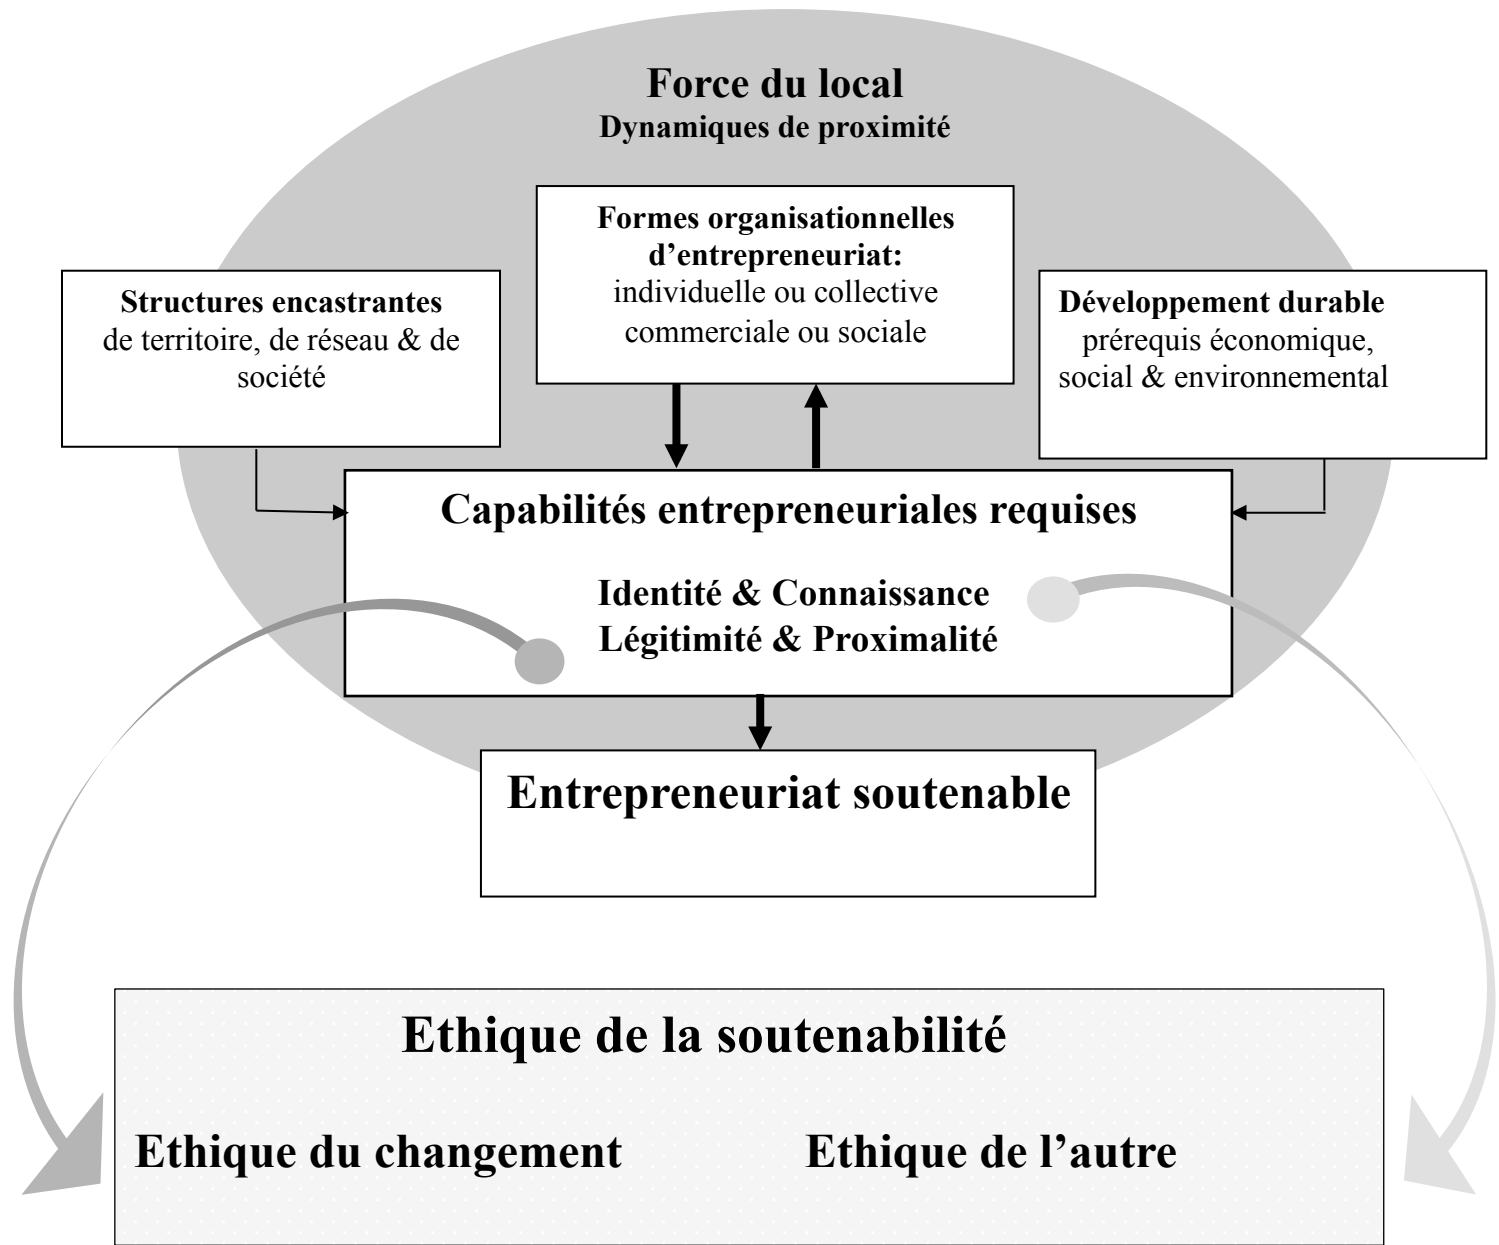 Force du local
Dynamiques de proximité
Formes organisationnelles
d’entrepreneuriat:
individuelle ou collective
commerciale ou sociale
Structures encastrantes
de territoire, de réseau & de
société
Développement durable
prérequis économique,
social & environnemental
Capabilités entrepreneuriales requises
Identité & Connaissance
Légitimité & Proximalité
Entrepreneuriat soutenable
Ethique de la soutenabilité
Ethique du changement
Ethique de l’autre